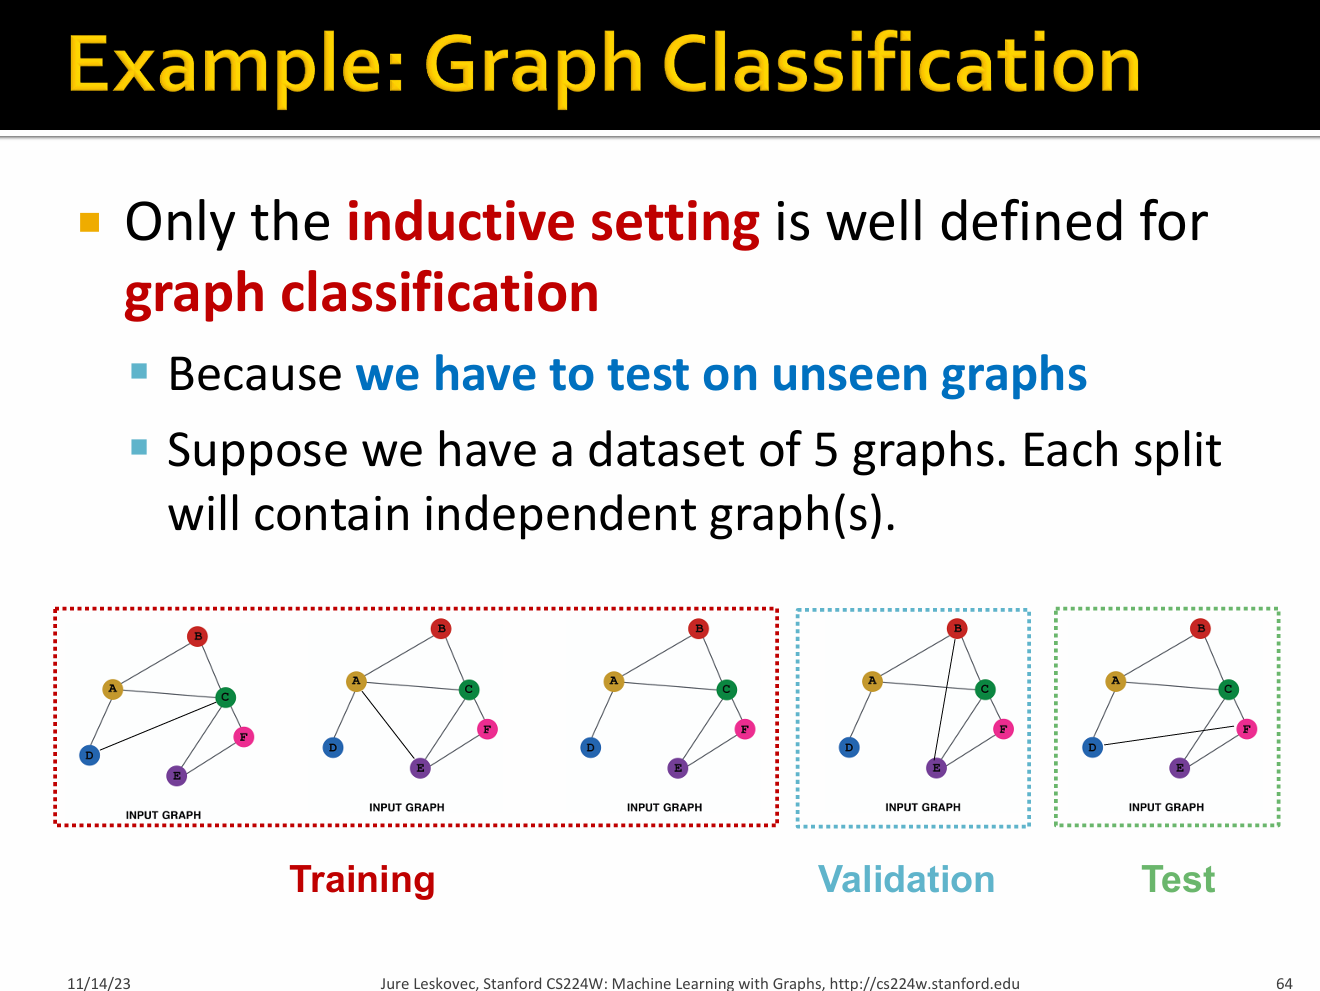 Example: Graph Classification
Only the inductive setting is well defined for
graph classification
Because we have to test on unseen graphs
Suppose we have a dataset of 5 graphs. Each split
will contain independent graph(s).
B
A
C
D
F
E
INPUT GRAPH
B
A
C
D
F
E
INPUT GRAPH
B
A
C
D
F
E
INPUT GRAPH
B
A
C
D
F
E
INPUT GRAPH
B
A
C
D
F
E
INPUT GRAPH
Training
Validation
Test
11/14/23
Jure Leskovec, Stanford CS224W: Machine Learning with Graphs, http://cs224w.stanford.edu
64